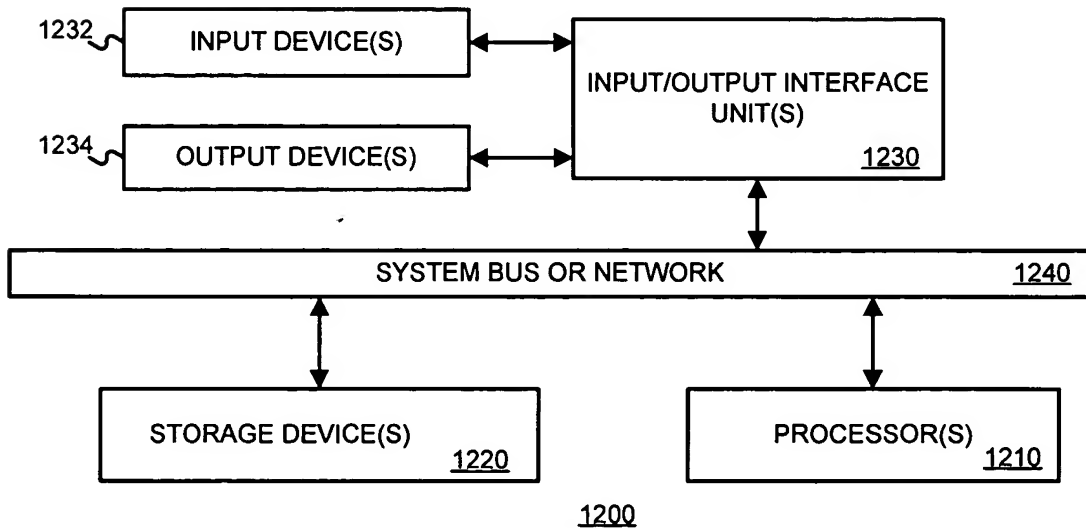 1232
INPUT DEVICE(S)
INPUT/OUTPUT INTERFACE
UNIT(S)
1230
1234
OUTPUT DEVICE(S)
SYSTEM BUS OR NETWORK
1240
STORAGE DEVICE(S)
1220
PROCESSOR(S)
1210
1200